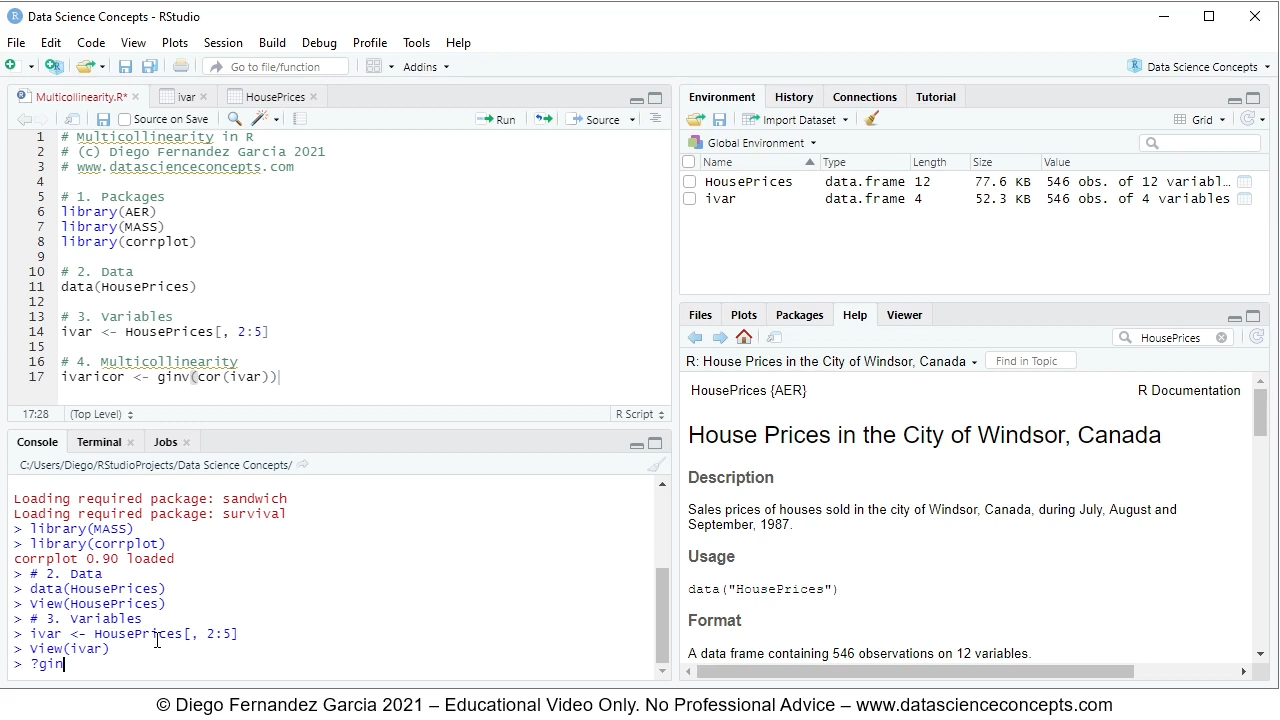 Data Science Concepts - RStudio
File Edit Code View Plots Session Build Debug Profile Tools Help
Go to file/function Addins Data Science Concepts
Multicollinearity.R* ivar HousePrices
Source on Save Run Source
1 # Multicollinearity in R
2 # (c) Diego Fernandez Garcia 2021
3 # www.datascienceconcepts.com
4
5 # 1. Packages
6 library(AER)
7 library(MASS)
8 library(corrplot)
9
10 # 2. Data
11 data(HousePrices)
12
13 # 3. Variables
14 ivar <- HousePrices[, 2:5]
15
16 # 4. Multicollinearity
17 ivaricor <- ginv(cor(ivar))
17:28 (Top Level) R Script
Console Terminal Jobs
C:/Users/Diego/RStudioProjects/Data Science Concepts/
Loading required package: sandwich
Loading required package: survival
> library(MASS)
> library(corrplot)
corrplot 0.90 loaded
> # 2. Data
> data(HousePrices)
> View(HousePrices)
> # 3. Variables
> ivar <- HousePrices[, 2:5]
> View(ivar)
> ?gin
Environment History Connections Tutorial
Import Dataset Grid
Global Environment
Name Type Length Size Value
HousePrices data.frame 12 77.6 KB 546 obs. of 12 variabl…
ivar data.frame 4 52.3 KB 546 obs. of 4 variables
Files Plots Packages Help Viewer
HousePrices
R: House Prices in the City of Windsor, Canada Find in Topic
HousePrices {AER} R Documentation
House Prices in the City of Windsor, Canada
Description
Sales prices of houses sold in the city of Windsor, Canada, during July, August and
September, 1987.
Usage
data("HousePrices")
Format
A data frame containing 546 observations on 12 variables.
© Diego Fernandez Garcia 2021 – Educational Video Only. No Professional Advice – www.datascienceconcepts.com